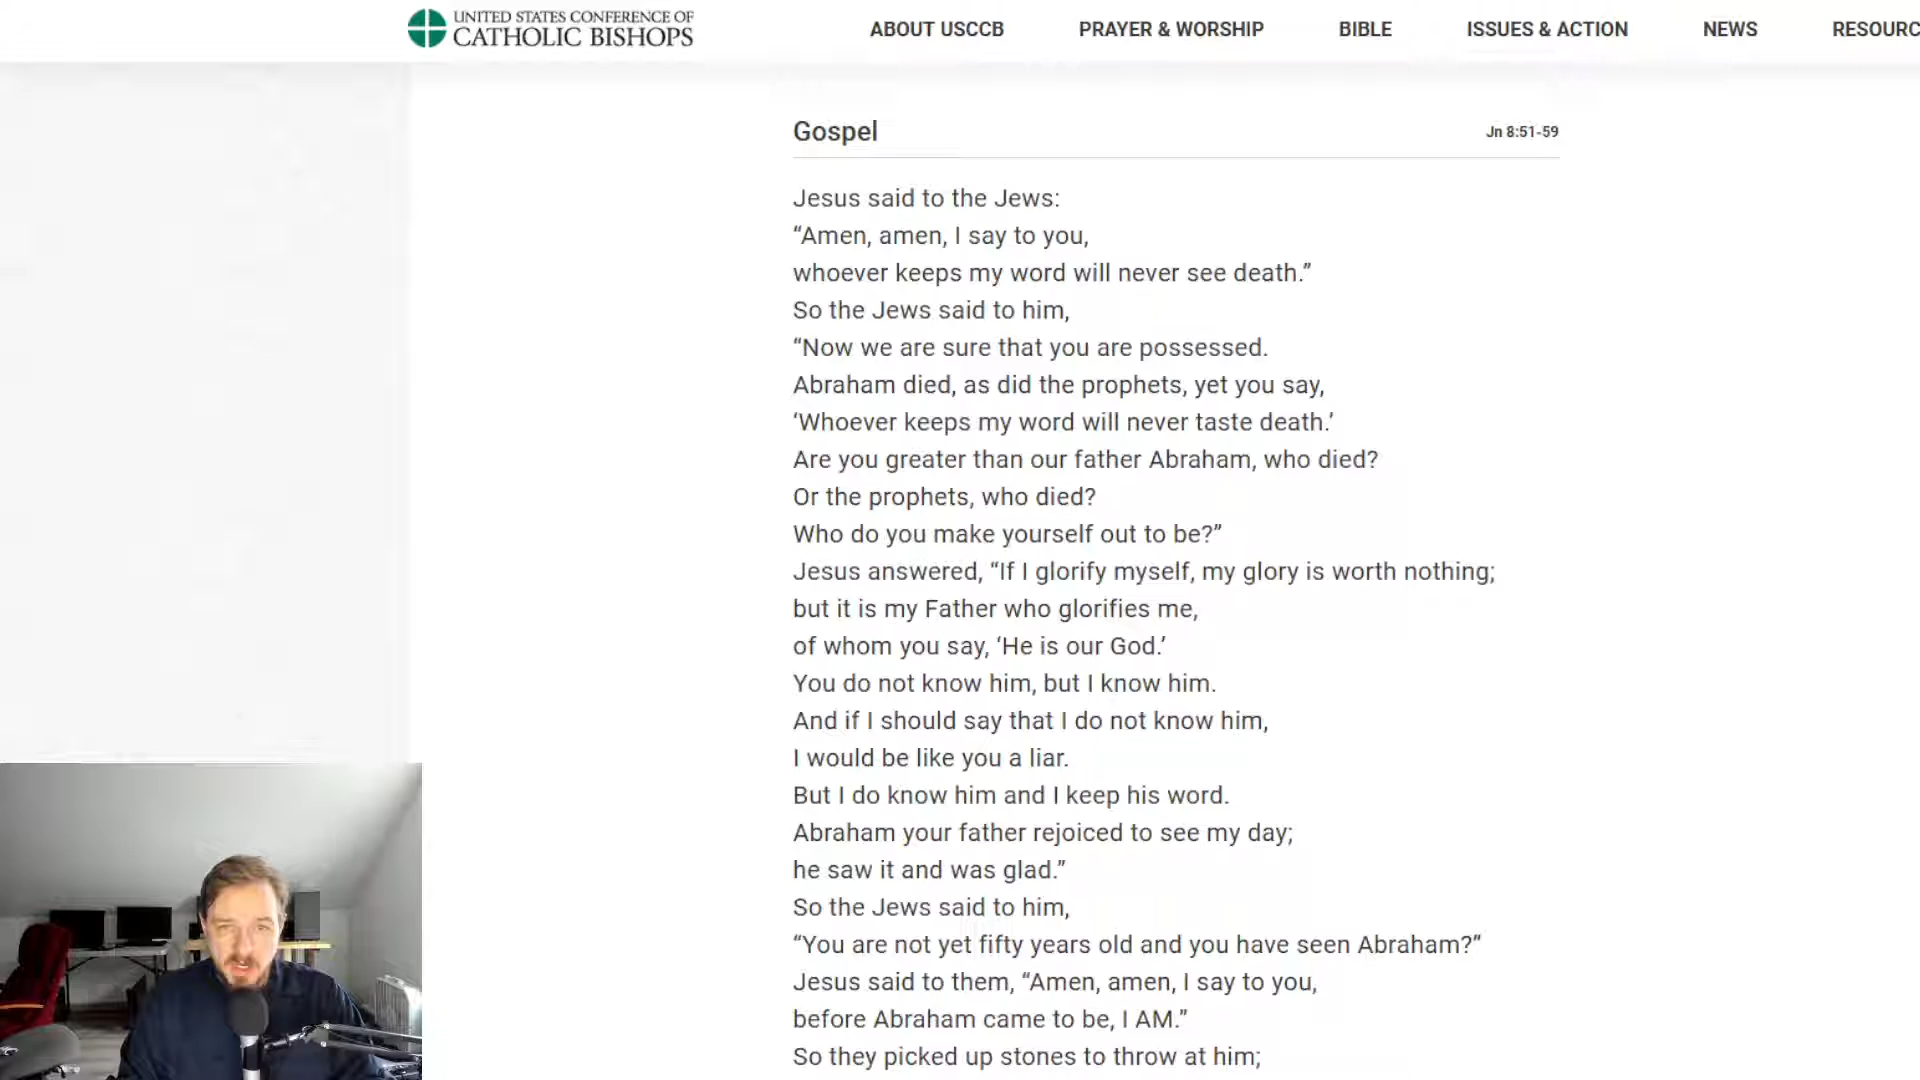 UNITED STATES CONFERENCE OF
CATHOLIC BISHOPS
ABOUT USCCB
PRAYER & WORSHIP
BIBLE
ISSUES & ACTION
NEWS
RESOURC
Gospel
Jn 8:51-59
Jesus said to the Jews:
“Amen, amen, I say to you,
whoever keeps my word will never see death.”
So the Jews said to him,
“Now we are sure that you are possessed.
Abraham died, as did the prophets, yet you say,
‘Whoever keeps my word will never taste death.’
Are you greater than our father Abraham, who died?
Or the prophets, who died?
Who do you make yourself out to be?”
Jesus answered, “If I glorify myself, my glory is worth nothing;
but it is my Father who glorifies me,
of whom you say, ‘He is our God.’
You do not know him, but I know him.
And if I should say that I do not know him,
I would be like you a liar.
But I do know him and I keep his word.
Abraham your father rejoiced to see my day;
he saw it and was glad.”
So the Jews said to him,
“You are not yet fifty years old and you have seen Abraham?“
Jesus said to them, “Amen, amen, I say to you,
before Abraham came to be, I AM.”
So they picked up stones to throw at him;